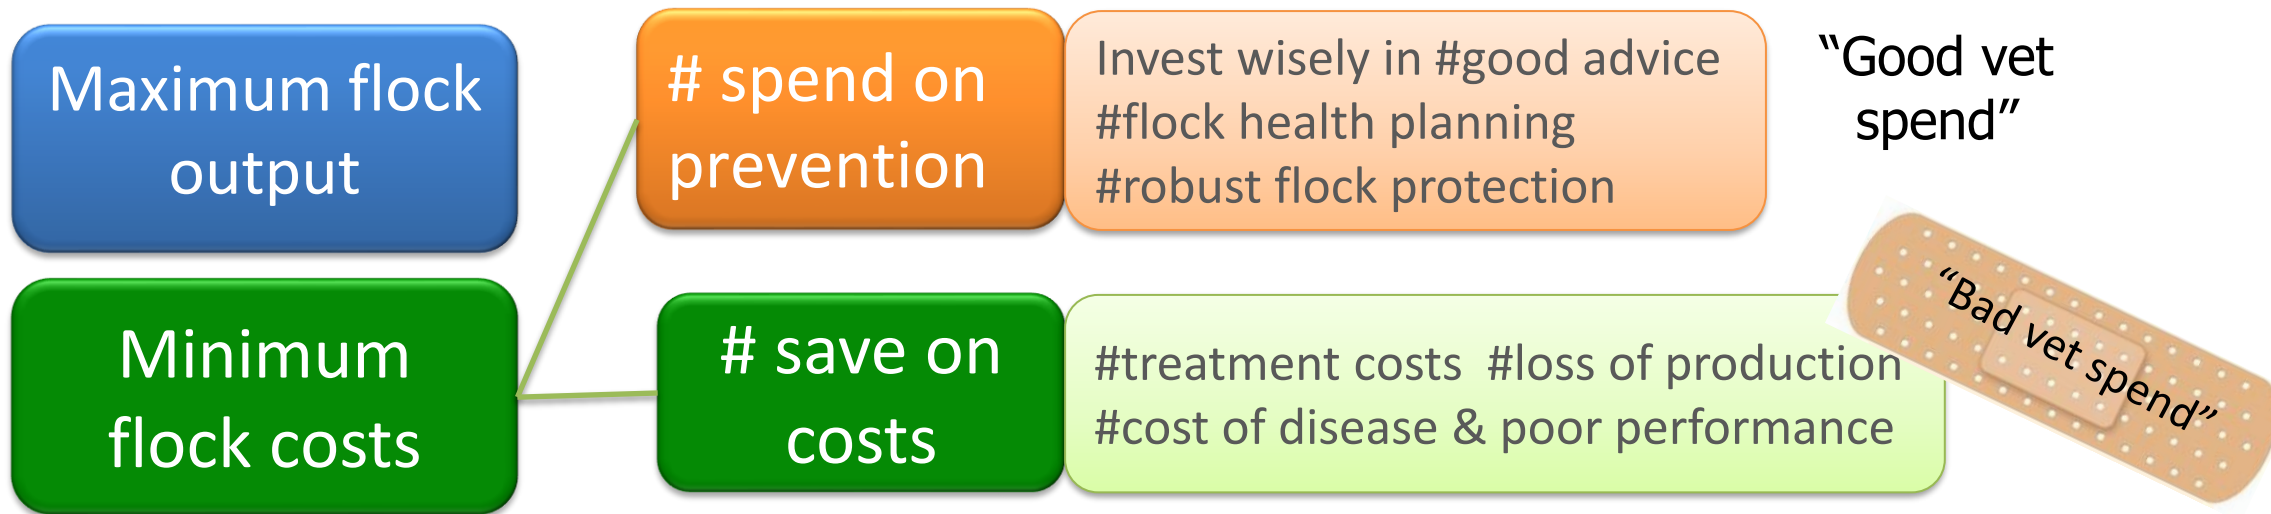 Maximum flock
output
# spend on
prevention
Invest wisely in #good advice
#flock health planning
#robust flock protection
“Good vet
spend”
Minimum
flock costs
# save on
costs
#treatment costs  #loss of production
#cost of disease & poor performance
“Bad vet spend”